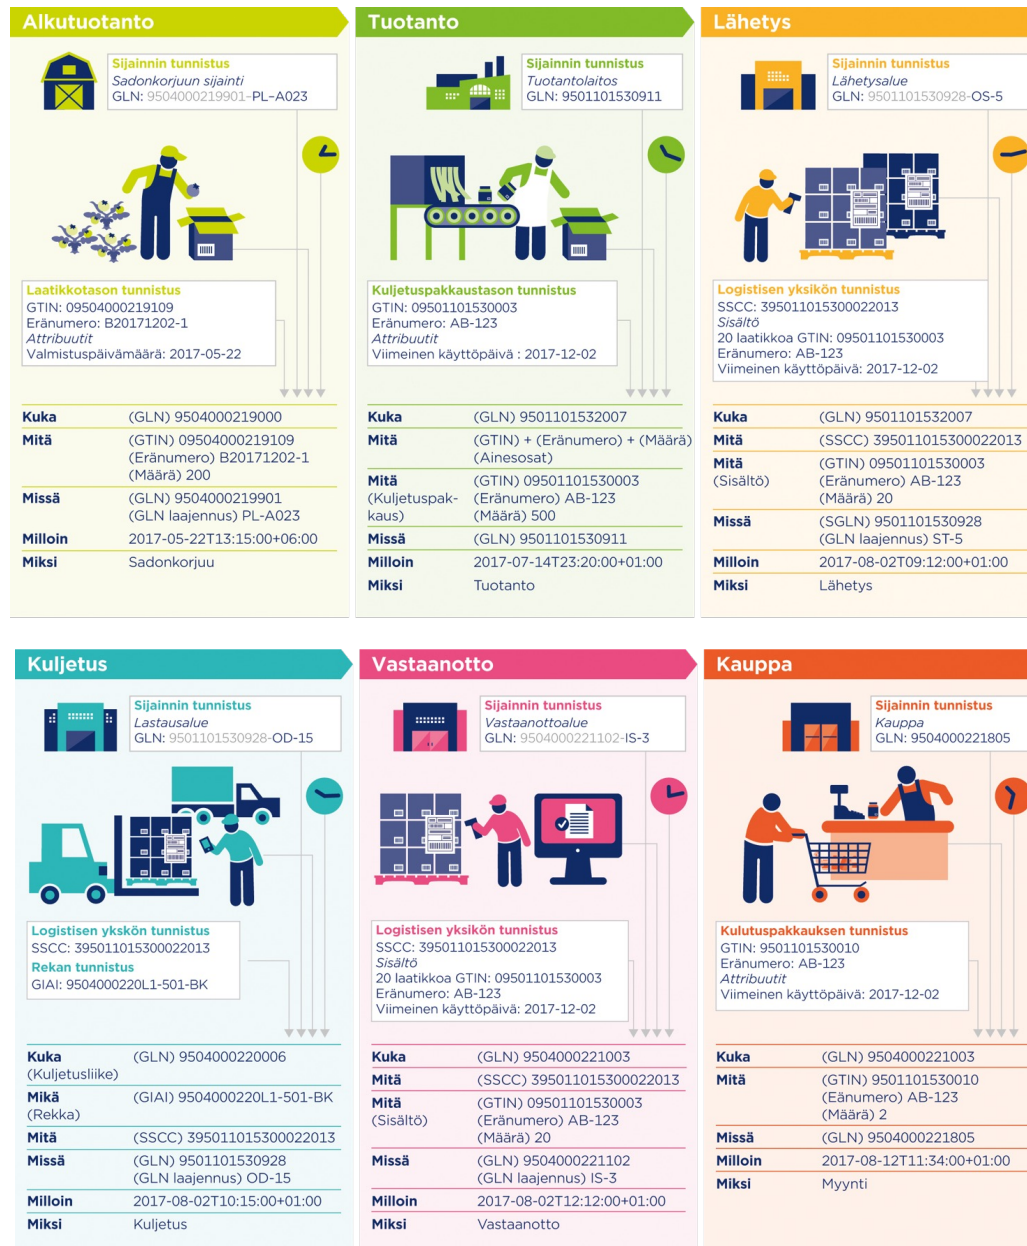 Alkutuotanto
Sijainnin tunnistus
Sadonkorjuun sijainti
GLN: 9504000219901-PL-A023
Laatikkotason tunnistus
GTIN: 09504000219109
Eränumero: B20171202-1
Attribuutit
Valmistuspäivämäärä: 2017-05-22
Kuka (GLN) 9504000219000
Mitä (GTIN) 09504000219109
(Eränumero) B20171202-1
(Määrä) 200
Missä (GLN) 9504000219901
(GLN laajennus) PL-A023
Milloin 2017-05-22T13:15:00+06:00
Miksi Sadonkorjuu
Tuotanto
Sijainnin tunnistus
Tuotantolaitos
GLN: 9501101530911
Kuljetuspakkaustason tunnistus
GTIN: 09501101530003
Eränumero: AB-123
Attribuutit
Viimeinen käyttöpäivä : 2017-12-02
Kuka (GLN) 9501101532007
Mitä (GTIN) + (Eränumero) + (Määrä)
(Ainesosat)
Mitä (GTIN) 09501101530003
(Kuljetuspak- (Eränumero) AB-123
kaus) (Määrä) 500
Missä (GLN) 9501101530911
Milloin 2017-07-14T23:20:00+01:00
Miksi Tuotanto
Lähetys
Sijainnin tunnistus
Lähetysalue
GLN: 9501101530928-OS-5
Logistisen yksikön tunnistus
SSCC: 395011015300022013
Sisältö
20 laatikkoa GTIN: 09501101530003
Eränumero: AB-123
Viimeinen käyttöpäivä: 2017-12-02
Kuka (GLN) 9501101532007
Mitä (SSCC) 395011015300022013
Mitä (GTIN) 09501101530003
(Sisältö) (Eränumero) AB-123
(Määrä) 20
Missä (SGLN) 9501101530928
(GLN laajennus) ST-5
Milloin 2017-08-02T09:12:00+01:00
Miksi Lähetys
Kuljetus
Sijainnin tunnistus
Lastausalue
GLN: 9501101530928-OD-15
Logistisen ykskön tunnistus
SSCC: 395011015300022013
Rekan tunnistus
GIAI: 9504000220L1-501-BK
Kuka (GLN) 9504000220006
(Kuljetusliike)
Mikä (GIAI) 9504000220L1-501-BK
(Rekka)
Mitä (SSCC) 395011015300022013
Missä (GLN) 9501101530928
(GLN laajennus) OD-15
Milloin 2017-08-02T10:15:00+01:00
Miksi Kuljetus
Vastaanotto
Sijainnin tunnistus
Vastaanottoalue
GLN: 9504000221102-IS-3
Logistisen yksikön tunnistus
SSCC: 395011015300022013
Sisältö
20 laatikkoa GTIN: 09501101530003
Eränumero: AB-123
Viimeinen käyttöpäivä: 2017-12-02
Kuka (GLN) 9504000221003
Mitä (SSCC) 395011015300022013
Mitä (GTIN) 09501101530003
(Sisältö) (Eränumero) AB-123
(Määrä) 20
Missä (GLN) 9504000221102
(GLN laajennus) IS-3
Milloin 2017-08-02T12:12:00+01:00
Miksi Vastaanotto
Kauppa
Sijainnin tunnistus
Kauppa
GLN: 9504000221805
Kulutuspakkauksen tunnistus
GTIN: 9501101530010
Eränumero: AB-123
Attribuutit
Viimeinen käyttöpäivä: 2017-12-02
Kuka (GLN) 9504000221003
Mitä (GTIN) 9501101530010
(Eänumero) AB-123
(Määrä) 2
Missä (GLN) 9504000221805
Milloin 2017-08-12T11:34:00+01:00
Miksi Myynti